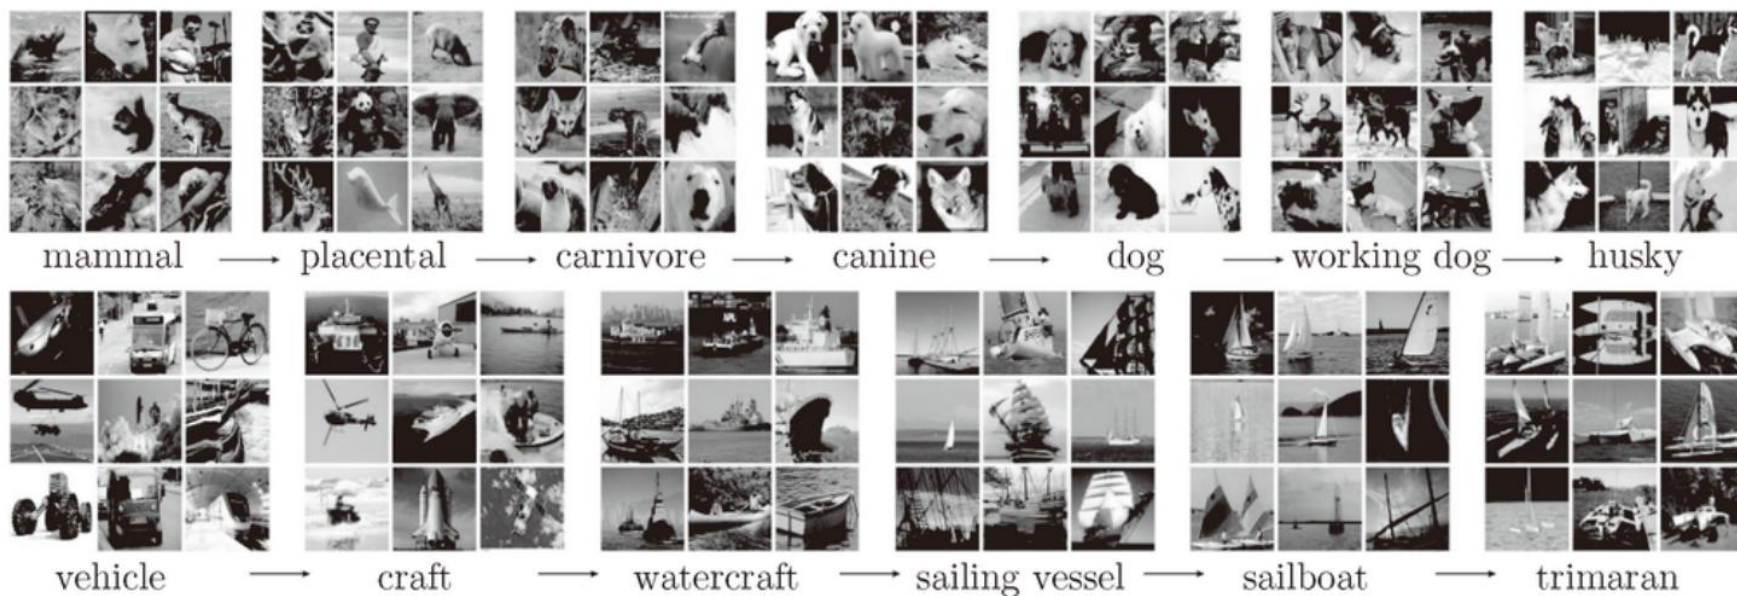 mammal → placental → carnivore → canine → dog → working dog → husky
vehicle → craft → watercraft → sailing vessel → sailboat → trimaran